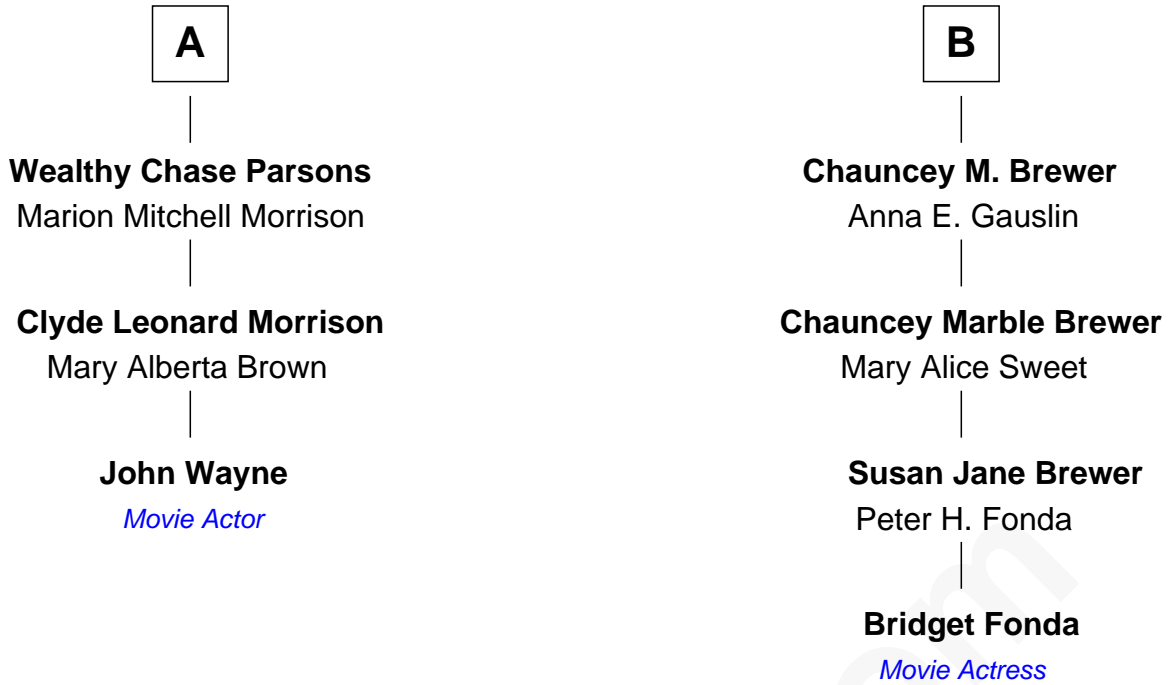 A
Wealthy Chase Parsons
Marion Mitchell Morrison
Clyde Leonard Morrison
Mary Alberta Brown
John Wayne
Movie Actor
B
Chauncey M. Brewer
Anna E. Gauslin
Chauncey Marble Brewer
Mary Alice Sweet
Susan Jane Brewer
Peter H. Fonda
Bridget Fonda
Movie Actress